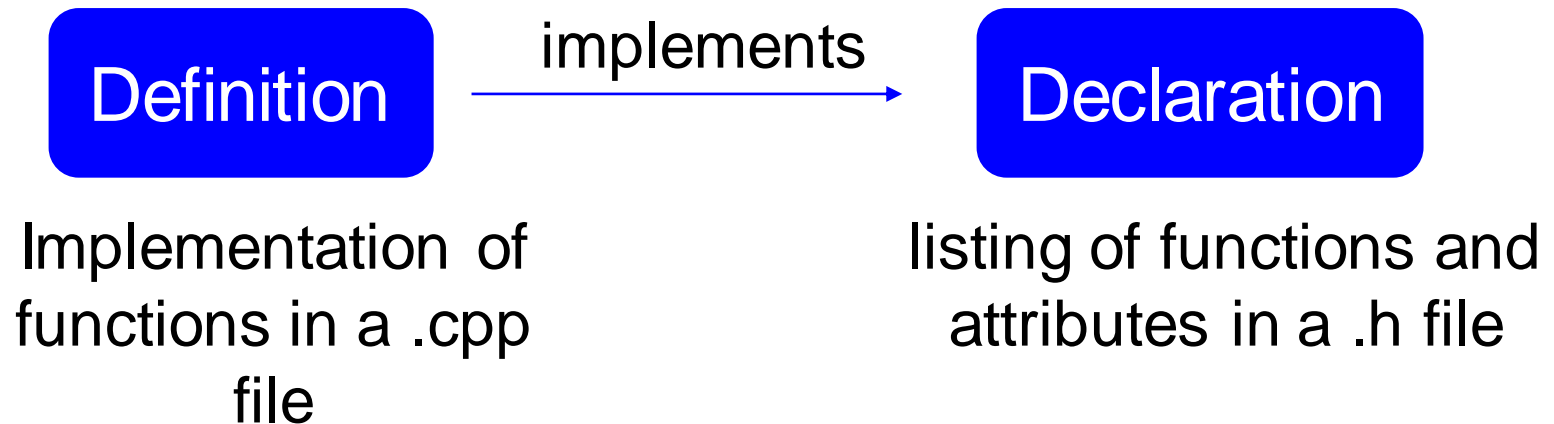 Definition
implements
Declaration
Implementation of
functions in a .cpp
file
listing of functions and
attributes in a .h file